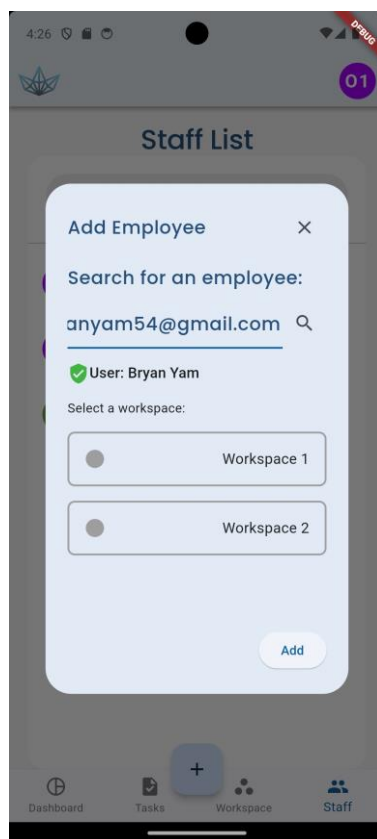 4:26
DEBUG
01
Staff List
Add Employee
Search for an employee:
anyam54@gmail.com
User: Bryan Yam
Select a workspace:
Workspace 1
Workspace 2
Add
+
Dashboard
Tasks
Workspace
Staff